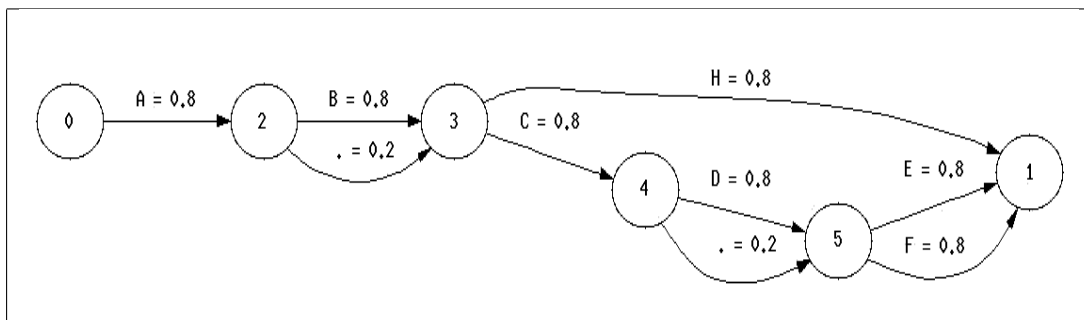 A = 0.8
B = 0.8
. = 0.2
H = 0.8
C = 0.8
D = 0.8
. = 0.2
E = 0.8
F = 0.8
0
2
3
4
5
1